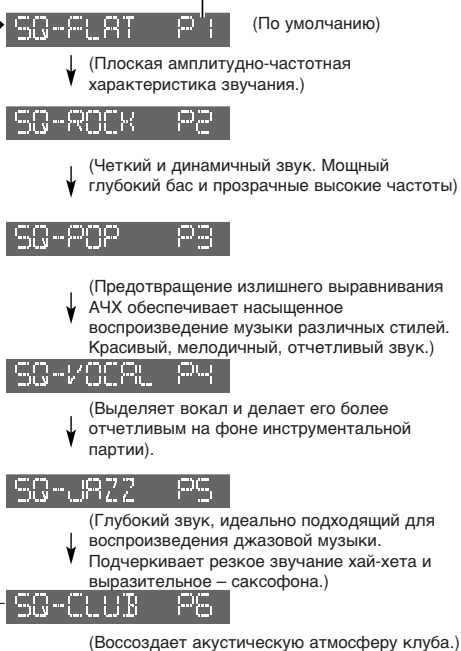 SQ-FLAT P1 (По умолчанию)
(Плоская амплитудно-частотная
характеристика звучания.)
SQ-ROCK P2
(Четкий и динамичный звук. Мощный
глубокий бас и прозрачные высокие частоты)
SQ-POP P3
(Предотвращение излишнего выравнивания
АЧХ обеспечивает насыщенное
воспроизведение музыки различных стилей.
Красивый, мелодичный, отчетливый звук.)
SQ-VOCAL P4
(Выделяет вокал и делает его более
отчетливым на фоне инструментальной
партии).
SQ-JAZZ P5
(Глубокий звук, идеально подходящий для
воспроизведения джазовой музыки.
Подчеркивает резкое звучание хай-хета и
выразительное – саксофона.)
SQ-CLUB P6
(Воссоздает акустическую атмосферу клуба.)